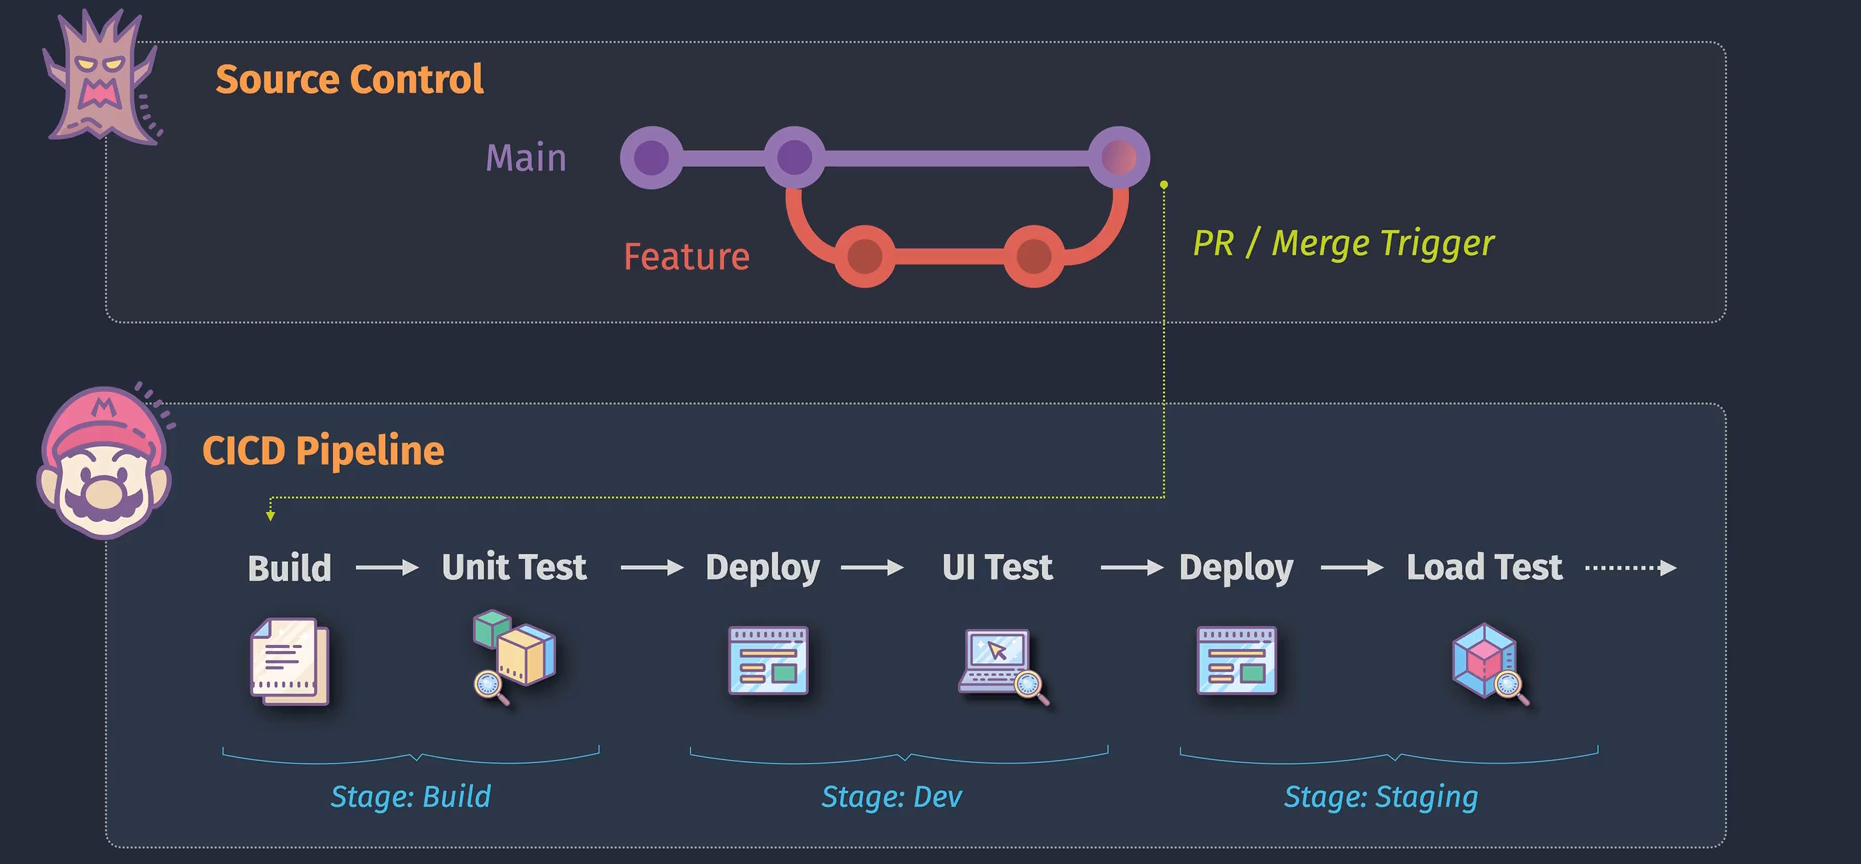 Source Control
Main
Feature
PR / Merge Trigger
M
CICD Pipeline
Build
Unit Test
Deploy
UI Test
Deploy
Load Test
Stage: Build
Stage: Dev
Stage: Staging